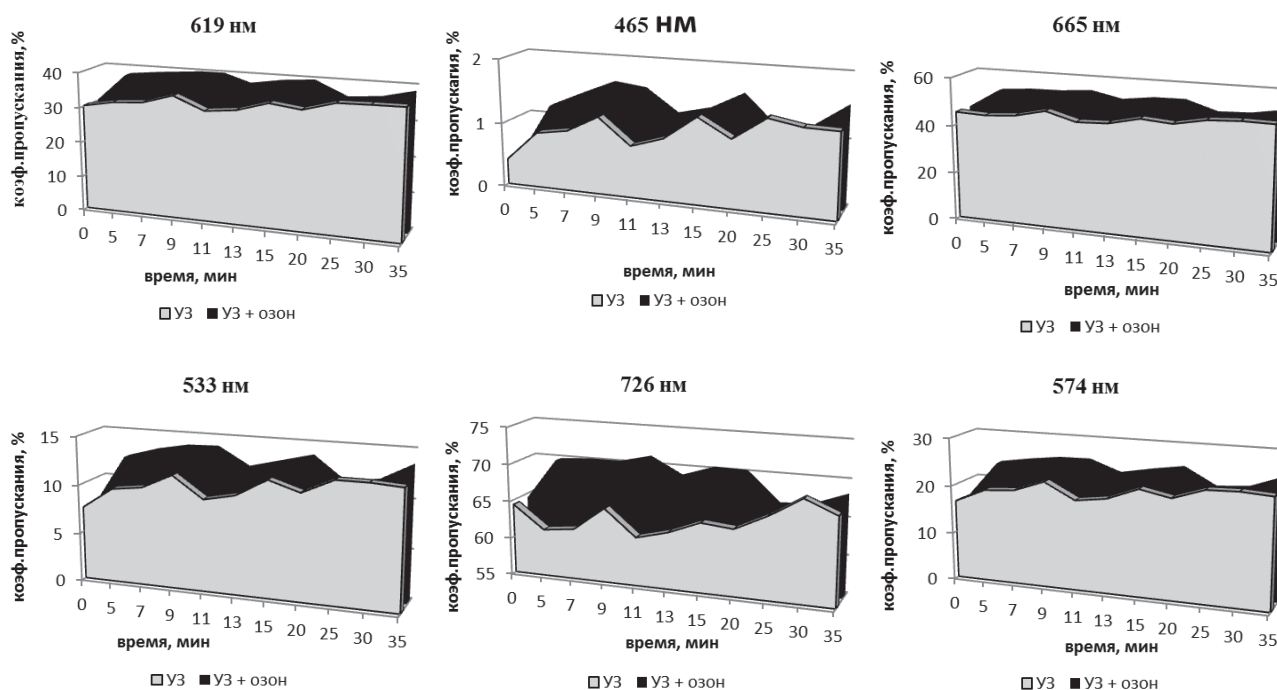 619 нм
коэф.пропускания,%
40
30
20
10
0
0 5 7 9 11 13 15 20 25 30 35
время, мин
УЗ УЗ + озон
465 НМ
коэф.пропускагия, %
2
1
0
0 5 7 9 11 13 15 20 25 30 35
время, мин
УЗ УЗ + озон
665 нм
коэф.пропускания, %
60
40
20
0
0 5 7 9 11 13 15 20 25 30 35
время, мин
УЗ УЗ + озон
533 нм
коэф.пропускания, %
15
10
5
0
0 5 7 9 11 13 15 20 25 30 35
время, мин
УЗ УЗ + озон
726 нм
коэф.пропускания, %
75
70
65
60
55
0 5 7 9 11 13 15 20 25 30 35
время, мин
УЗ УЗ + озон
574 нм
коэф.пропускания, %
30
20
10
0
0 5 7 9 11 13 15 20 25 30 35
время, мин
УЗ УЗ + озон